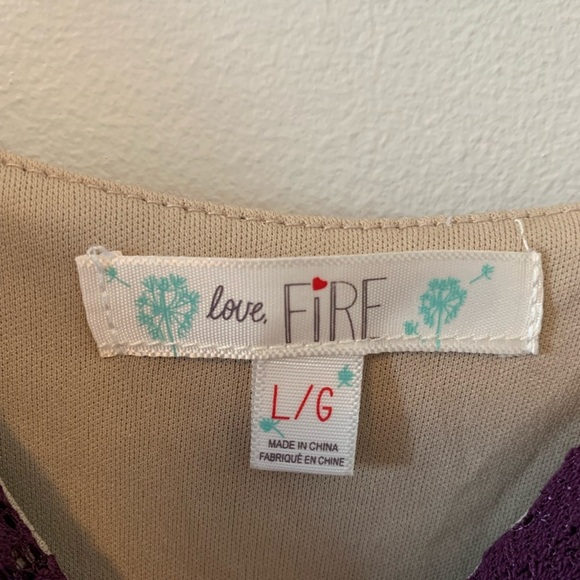 love, FiRE
L/G
MADE IN CHINA
FABRIQUÉ EN CHINE